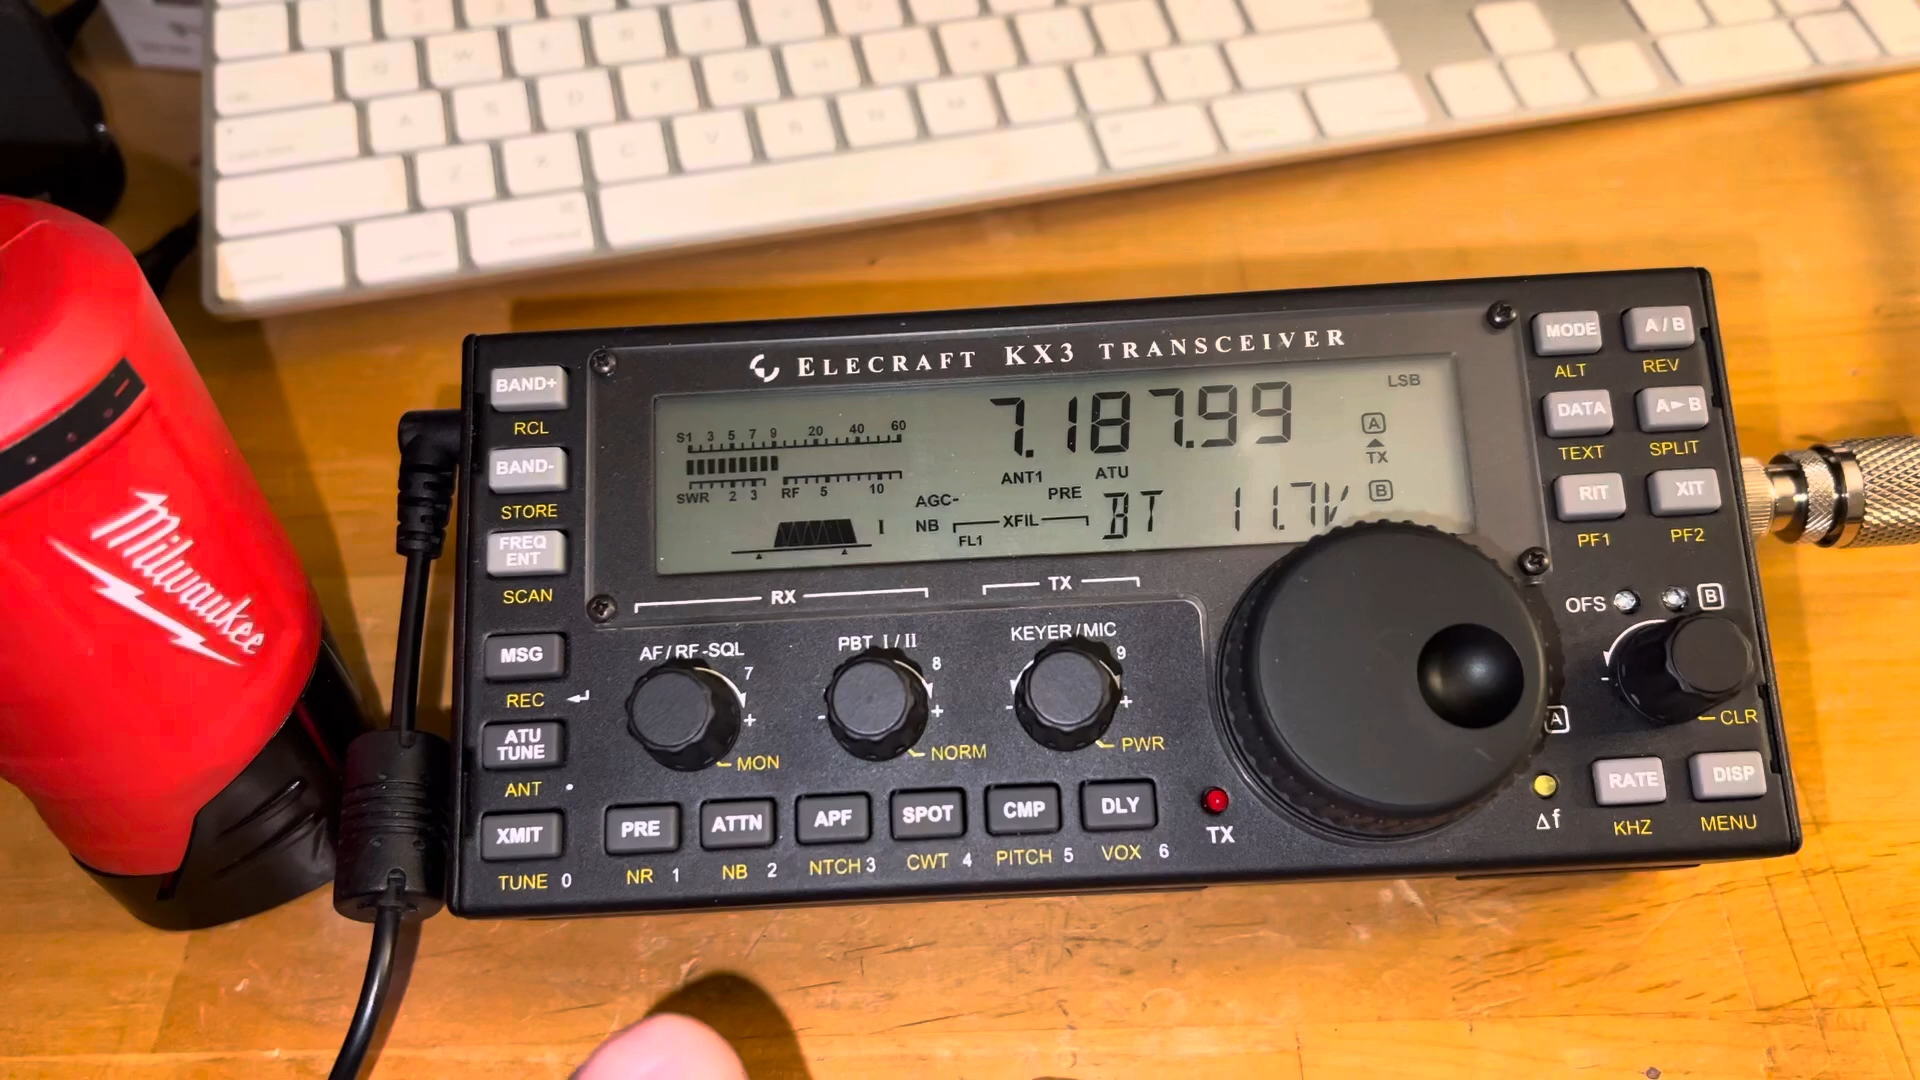 Milwaukee
ELECRAFT KX3 TRANSCEIVER
S1 3 5 7 9 20 40 60
SWR 2 3 RF 5 10
7.187.99
LSB
A
TX
B
ANT1 ATU
AGC- PRE
NB XFIL
FL1
I
BT 11.7V
BAND+
RCL
BAND-
STORE
FREQ
ENT
SCAN
MSG
REC
ATU
TUNE
ANT
XMIT
TUNE 0
RX
TX
AF/RF-SQL
7
+
MON
PBT I/II
8
- +
NORM
KEYER/MIC
9
- +
PWR
PRE
NR 1
ATTN
NB 2
APF
NTCH 3
SPOT
CWT 4
CMP
PITCH 5
DLY
VOX 6
TX
MODE
ALT
A/B
REV
DATA
TEXT
A►B
SPLIT
RIT
PF1
XIT
PF2
OFS B
-
CLR
A
Δf
RATE
KHZ
DISP
MENU